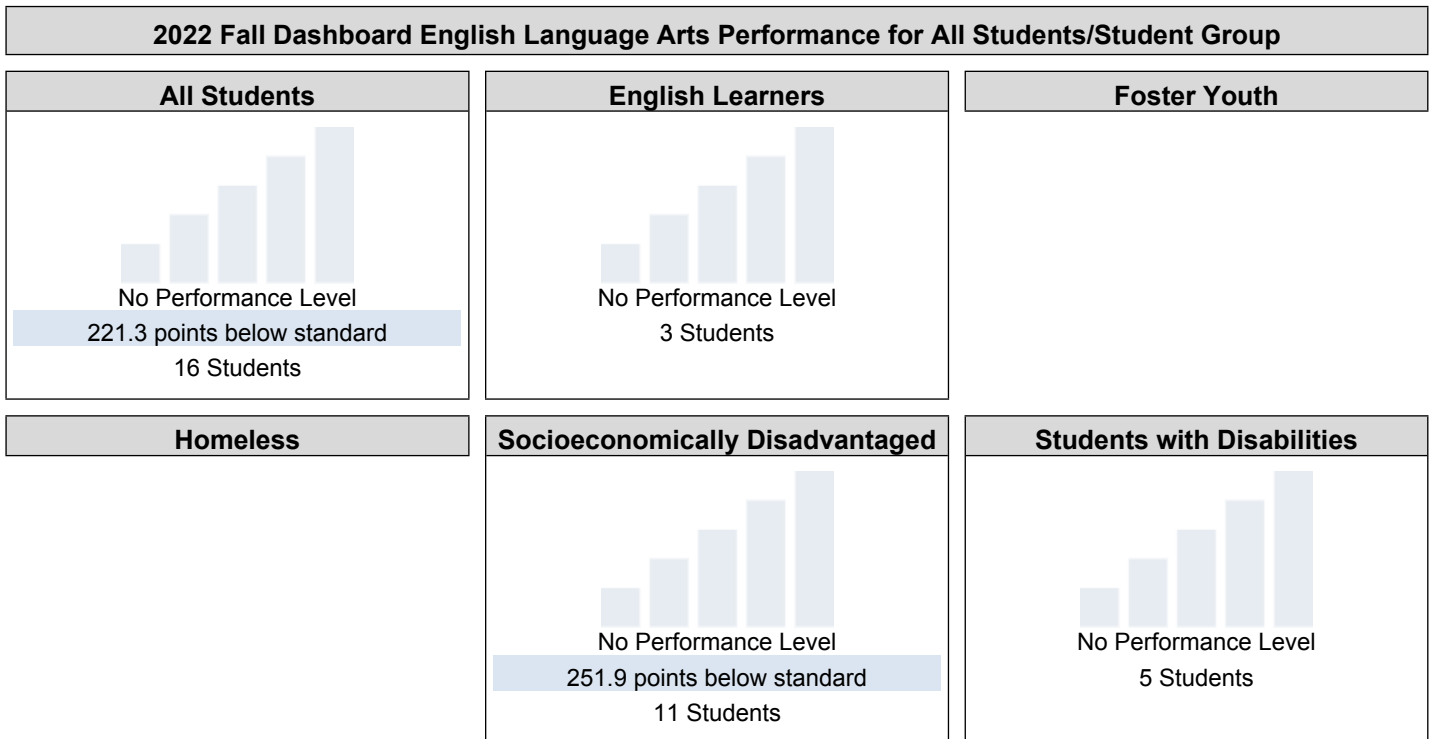 2022 Fall Dashboard English Language Arts Performance for All Students/Student Group
All Students
No Performance Level
221.3 points below standard
16 Students
English Learners
No Performance Level
3 Students
Foster Youth
Homeless
Socioeconomically Disadvantaged
No Performance Level
251.9 points below standard
11 Students
Students with Disabilities
No Performance Level
5 Students